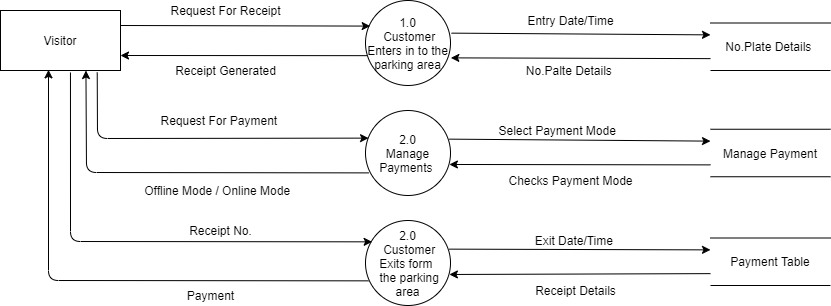 Request For Receipt
Visitor
Receipt Generated
1.0
Customer
Enters in to the
parking area
Entry Date/Time
No.Plate Details
No.Palte Details
Request For Payment
Offline Mode / Online Mode
2.0
Manage
Payments
Select Payment Mode
Manage Payment
Checks Payment Mode
Receipt No.
Payment
2.0
Customer
Exits form
the parking
area
Exit Date/Time
Payment Table
Receipt Details